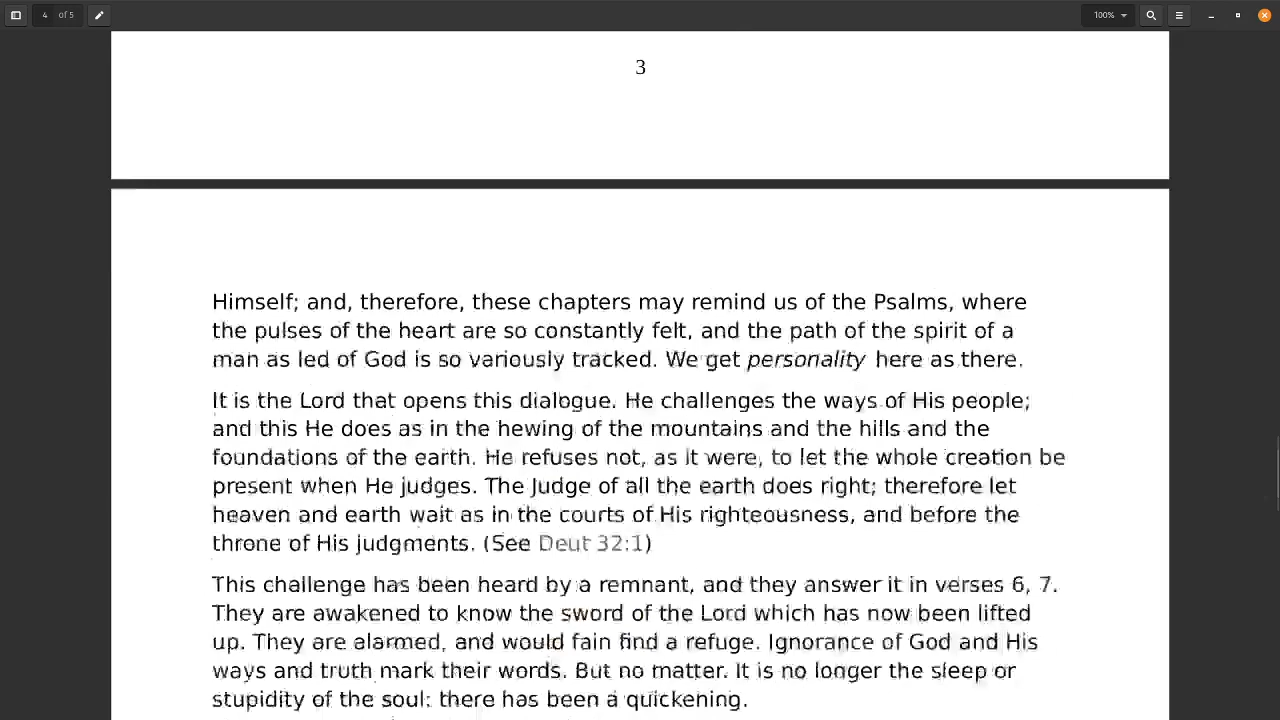 4 of 5
100%
3
Himself; and, therefore, these chapters may remind us of the Psalms, where
the pulses of the heart are so constantly felt, and the path of the spirit of a
man as led of God is so variously tracked. We get personality here as there.
It is the Lord that opens this dialogue. He challenges the ways of His people;
and this He does as in the hewing of the mountains and the hills and the
foundations of the earth. He refuses not, as it were, to let the whole creation be
present when He judges. The Judge of all the earth does right; therefore let
heaven and earth wait as in the courts of His righteousness, and before the
throne of His judgments. (See Deut 32:1)
This challenge has been heard by a remnant, and they answer it in verses 6, 7.
They are awakened to know the sword of the Lord which has now been lifted
up. They are alarmed, and would fain find a refuge. Ignorance of God and His
ways and truth mark their words. But no matter. It is no longer the sleep or
stupidity of the soul: there has been a quickening.